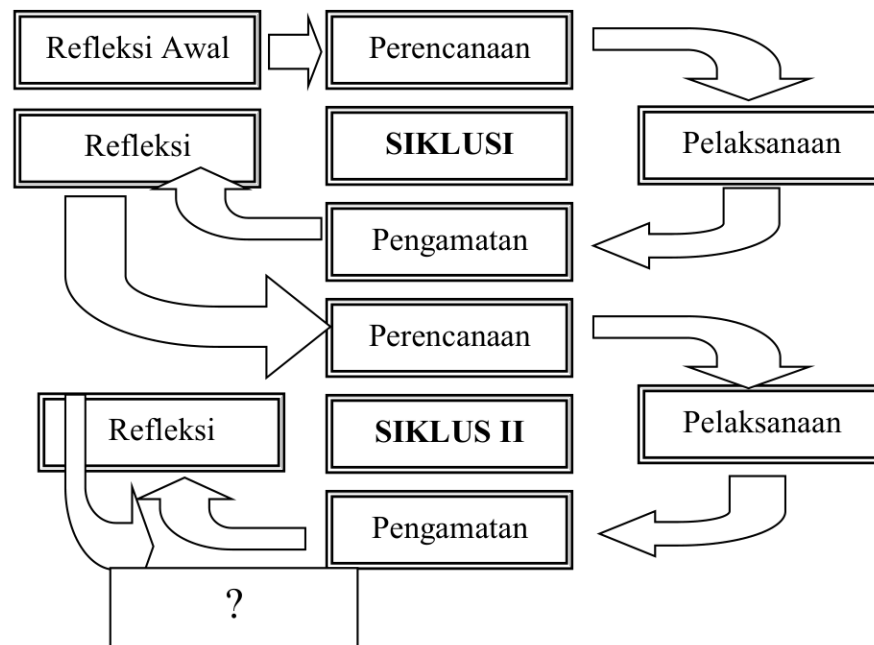 Refleksi Awal
Perencanaan
Refleksi
SIKLUSI
Pelaksanaan
Pengamatan
Perencanaan
Refleksi
SIKLUS II
Pelaksanaan
Pengamatan
?